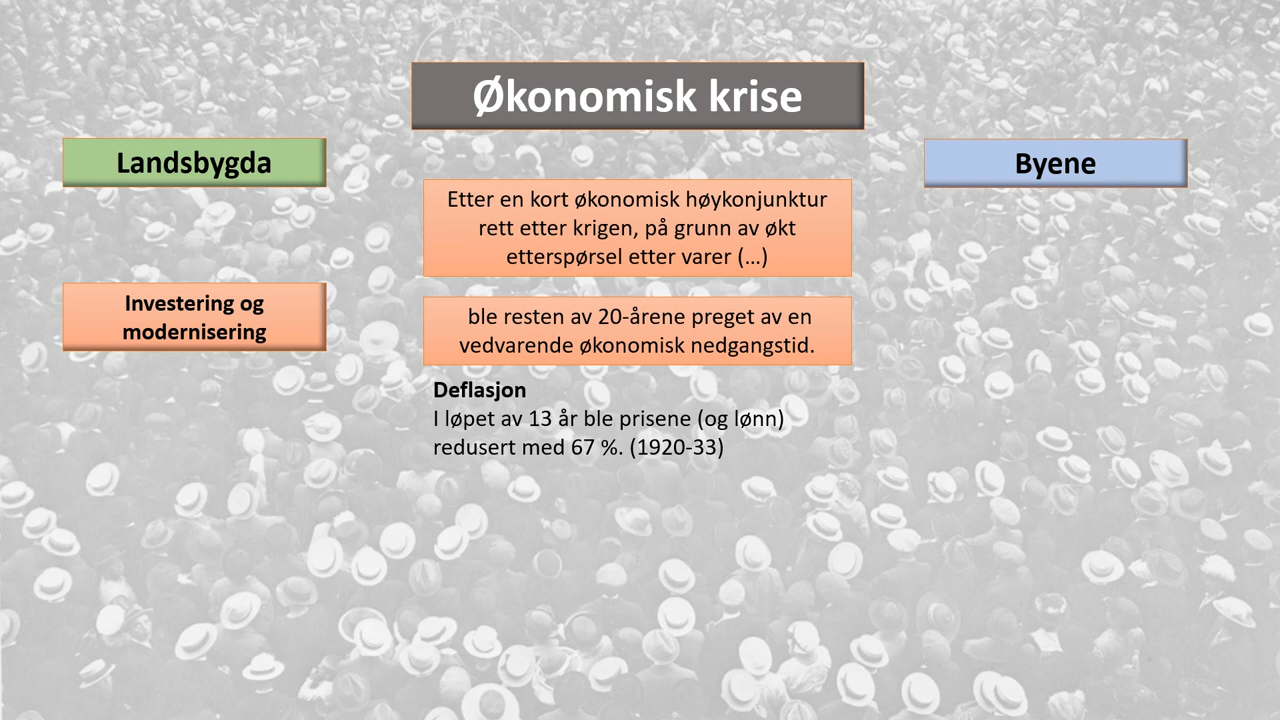 Økonomisk krise
Landsbygda
Byene
Etter en kort økonomisk høykonjunktur
rett etter krigen, på grunn av økt
etterspørsel etter varer (…)
Investering og
modernisering
ble resten av 20-årene preget av en
vedvarende økonomisk nedgangstid.
Deflasjon
I løpet av 13 år ble prisene (og lønn)
redusert med 67 %. (1920-33)